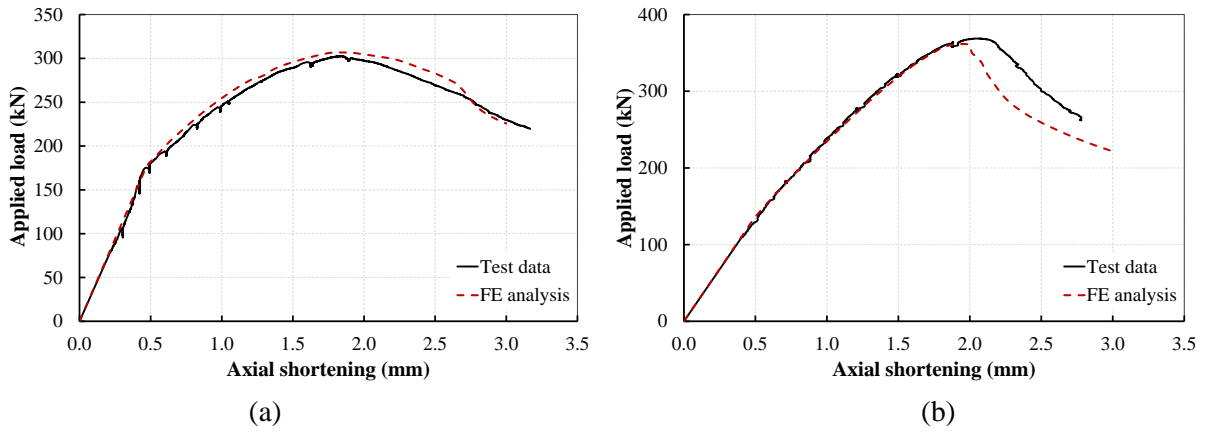 350
300
250
200
150
100
50
0
Applied load (kN)
0.0 0.5 1.0 1.5 2.0 2.5 3.0 3.5
Axial shortening (mm)
Test data
FE analysis
(a)
400
300
200
100
0
Applied load (kN)
0.0 0.5 1.0 1.5 2.0 2.5 3.0 3.5
Axial shortening (mm)
Test data
FE analysis
(b)